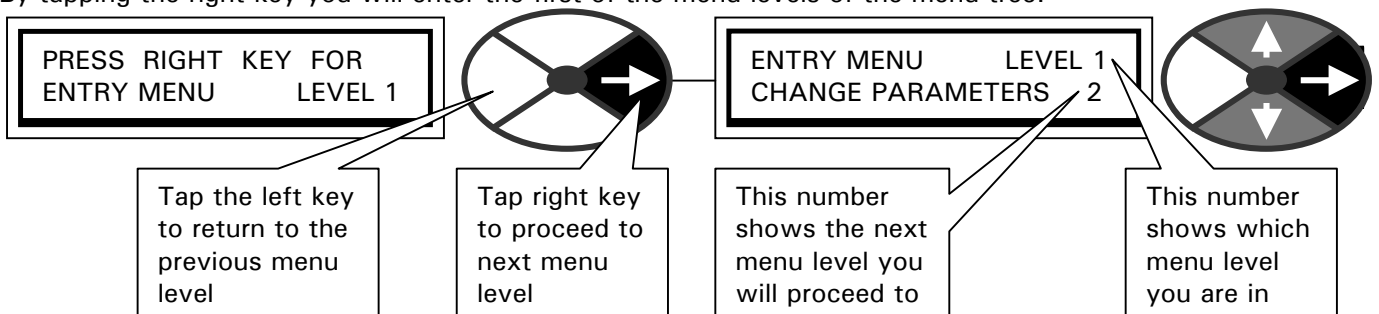 By tapping the right key you will enter the first of the menu levels of the menu tree.
PRESS RIGHT KEY FOR
ENTRY MENU LEVEL 1
ENTRY MENU LEVEL 1
CHANGE PARAMETERS 2
Tap the left key
to return to the
previous menu
level
Tap right key
to proceed to
next menu
level
This number
shows the next
menu level you
will proceed to
This number
shows which
menu level
you are in